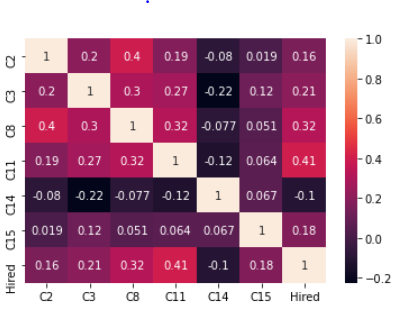 C2 1 0.2 0.4 0.19 -0.08 0.019 0.16
C3 0.2 1 0.3 0.27 -0.22 0.12 0.21
C8 0.4 0.3 1 0.32 -0.077 0.051 0.32
C11 0.19 0.27 0.32 1 -0.12 0.064 0.41
C14 -0.08 -0.22 -0.077 -0.12 1 0.067 -0.1
C15 0.019 0.12 0.051 0.064 0.067 1 0.18
Hired 0.16 0.21 0.32 0.41 -0.1 0.18 1
C2 C3 C8 C11 C14 C15 Hired
1.0
0.8
0.6
0.4
0.2
0.0
−0.2